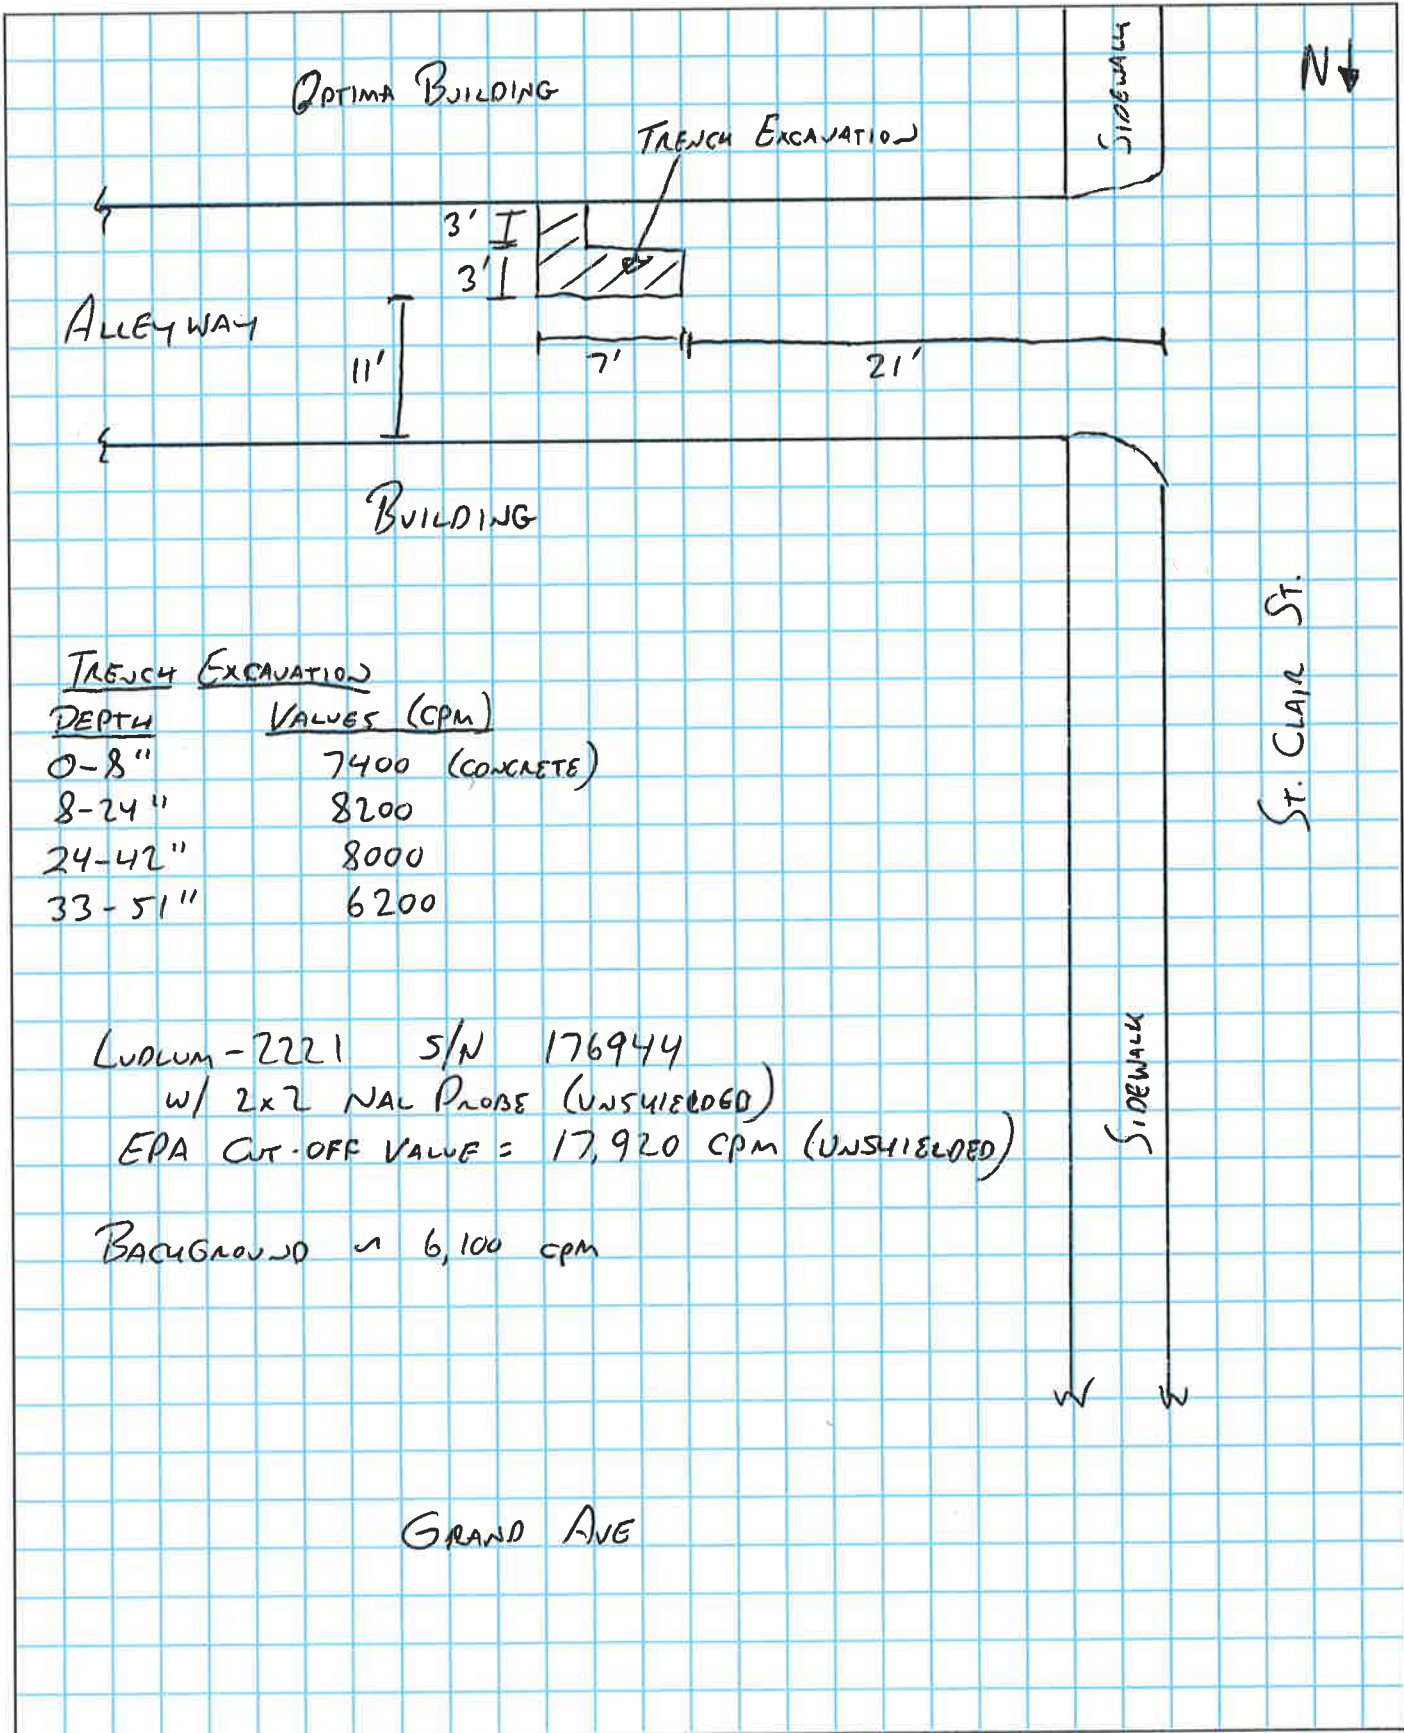 OPTIMA BUILDING
SIDEWALK
N
TRENCH EXCAVATION
3'
3'
ALLEYWAY
11'
7'
21'
BUILDING
ST. CLAIR ST.
TRENCH EXCAVATION
DEPTH VALUES (CPM)
0-8" 7400 (CONCRETE)
8-24" 8200
24-42" 8000
33-51" 6200
LUDLUM-2221 S/N 176944
W/ 2x2 NAL PROBE (UNSHIELDED)
EPA CUT-OFF VALUE = 17,920 CPM (UNSHIELDED)
SIDEWALK
BACKGROUND ~ 6,100 cpm
GRAND AVE